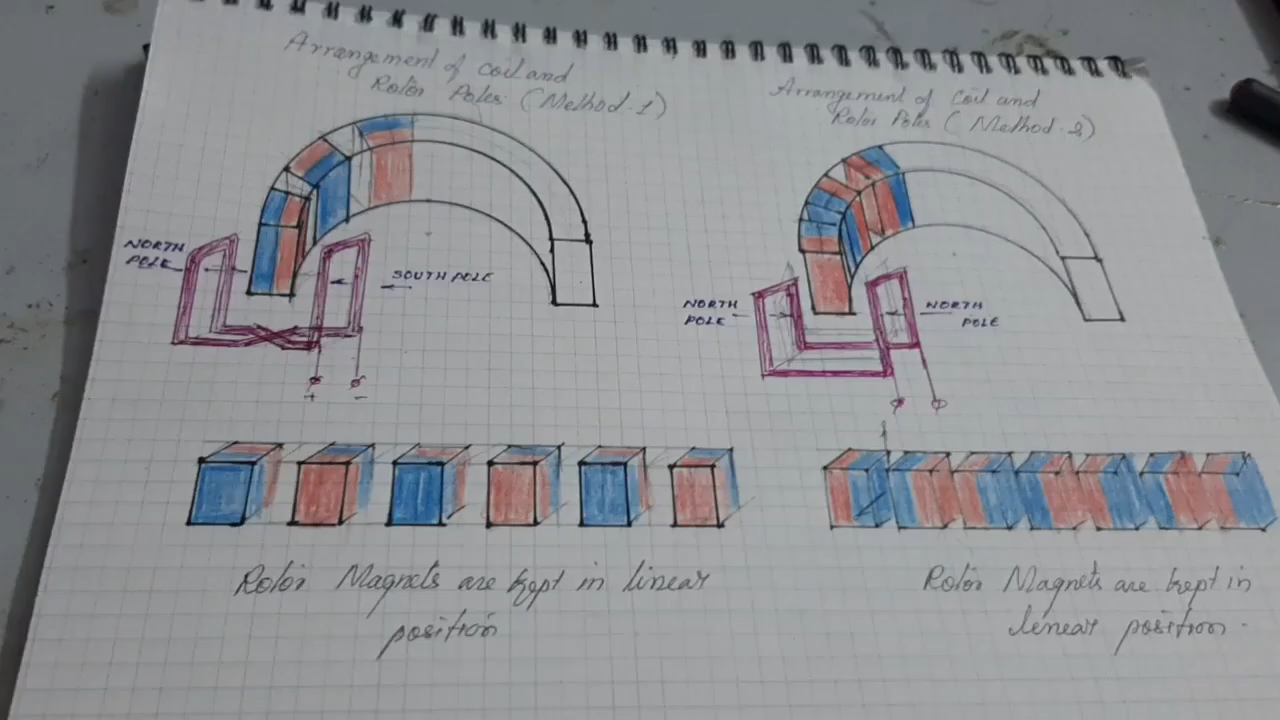 Arrangement of coil and
Rotor Poles (Method-1)
Arrangement of Coil and
Rotor Poles (Method-2)
NORTH
POLE
SOUTH POLE
+
-
NORTH
POLE
NORTH
POLE
Rotor Magnets are kept in linear
position
Rotor Magnets are kept in
linear position.